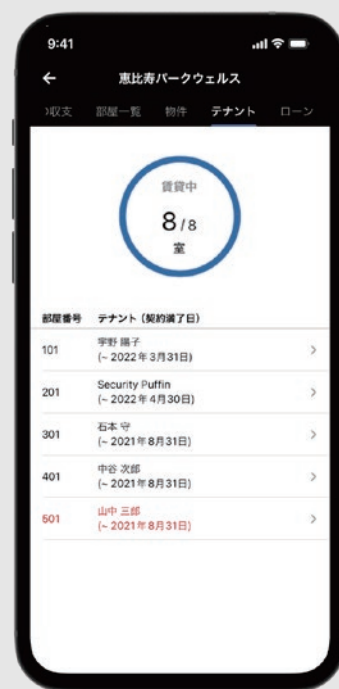 9:41
恵比寿パークウェルス
収支 部屋一覧 物件 テナント ローン
賃貸中
8/8
室
部屋番号 テナント（契約満了日）
101 宇野 陽子
(~ 2022年3月31日)
201 Security Puffin
(~ 2022年4月30日)
301 石本 守
(~ 2021年8月31日)
401 中谷 次郎
(~ 2021年8月31日)
501 山中 三郎
(~ 2021年8月31日)